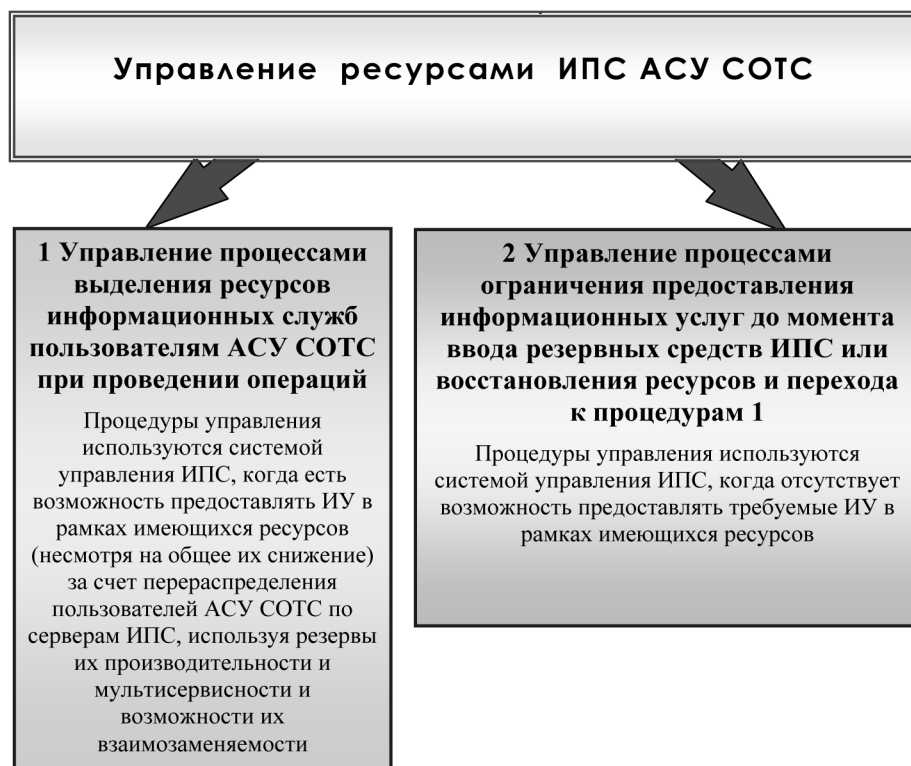 Управление ресурсами ИПС АСУ СОТС
1 Управление процессами
выделения ресурсов
информационных служб
пользователям АСУ СОТС
при проведении операций
Процедуры управления
используются системой
управления ИПС, когда есть
возможность предоставлять ИУ в
рамках имеющихся ресурсов
(несмотря на общее их снижение)
за счет перераспределения
пользователей АСУ СОТС по
серверам ИПС, используя резервы
их производительности и
мультисервисности и
возможности их
взаимозаменяемости
2 Управление процессами
ограничения предоставления
информационных услуг до момента
ввода резервных средств ИПС или
восстановления ресурсов и перехода
к процедурам 1
Процедуры управления используются
системой управления ИПС, когда отсутствует
возможность предоставлять требуемые ИУ в
рамках имеющихся ресурсов